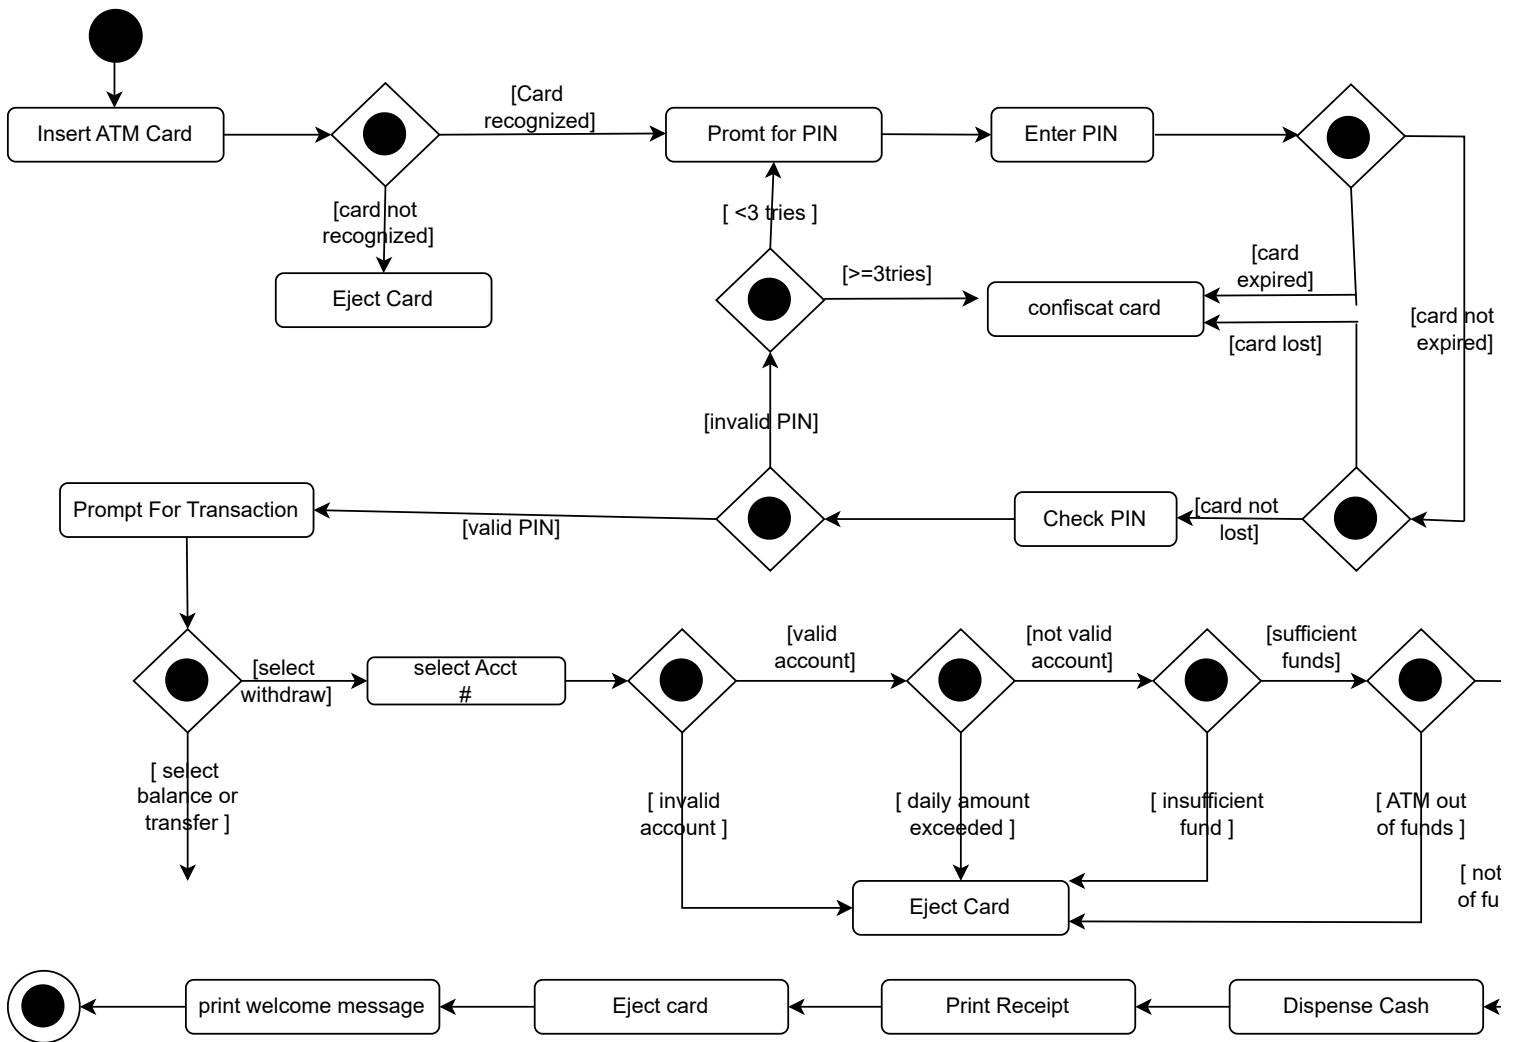 [Card
recognized]
Insert ATM Card
Promt for PIN
Enter PIN
[card not
recognized]
[ <3 tries ]
Eject Card
[>=3tries]
[card
expired]
confiscat card
[card not
expired]
[card lost]
[invalid PIN]
Prompt For Transaction
[valid PIN]
Check PIN
[card not
lost]
[select
withdraw]
select Acct
#
[valid
account]
[not valid
account]
[sufficient
funds]
[ select
balance or
transfer ]
[ invalid
account ]
[ daily amount
exceeded ]
[ insufficient
fund ]
[ ATM out
of funds ]
[ not
of fu
Eject Card
print welcome message
Eject card
Print Receipt
Dispense Cash